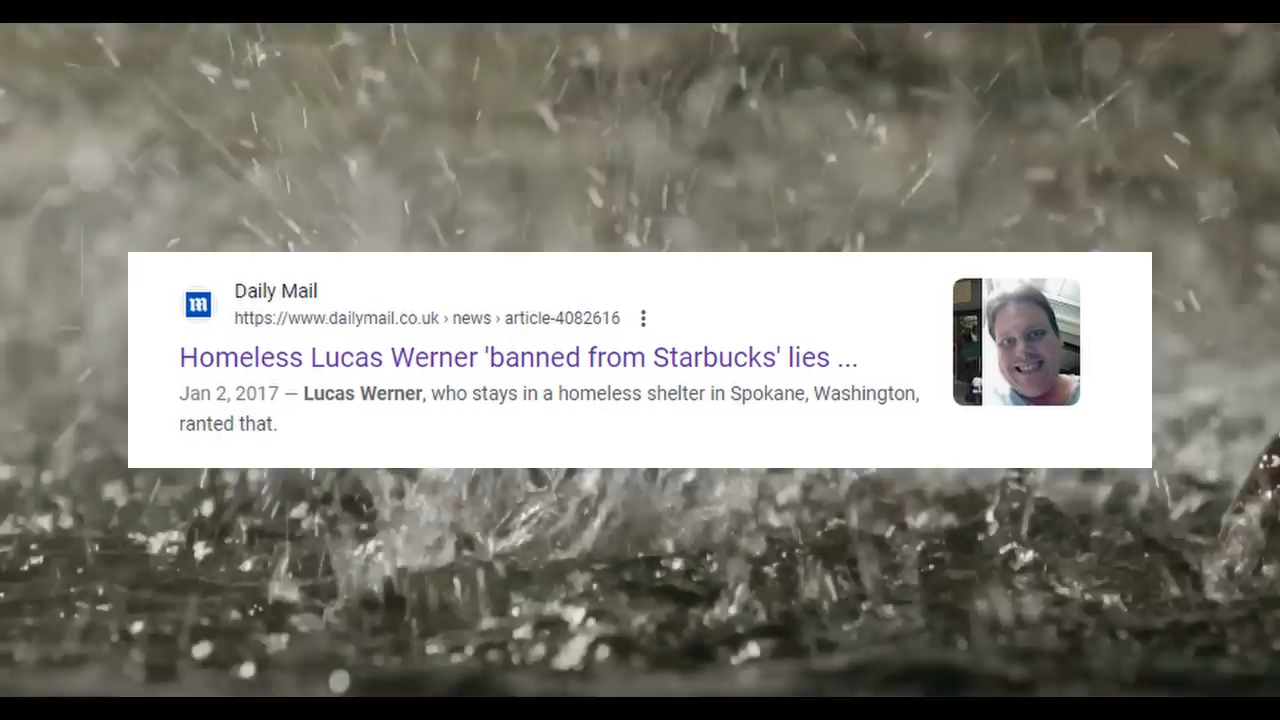 Daily Mail
https://www.dailymail.co.uk › news › article-4082616
Homeless Lucas Werner 'banned from Starbucks' lies ...
Jan 2, 2017 — Lucas Werner, who stays in a homeless shelter in Spokane, Washington,
ranted that.